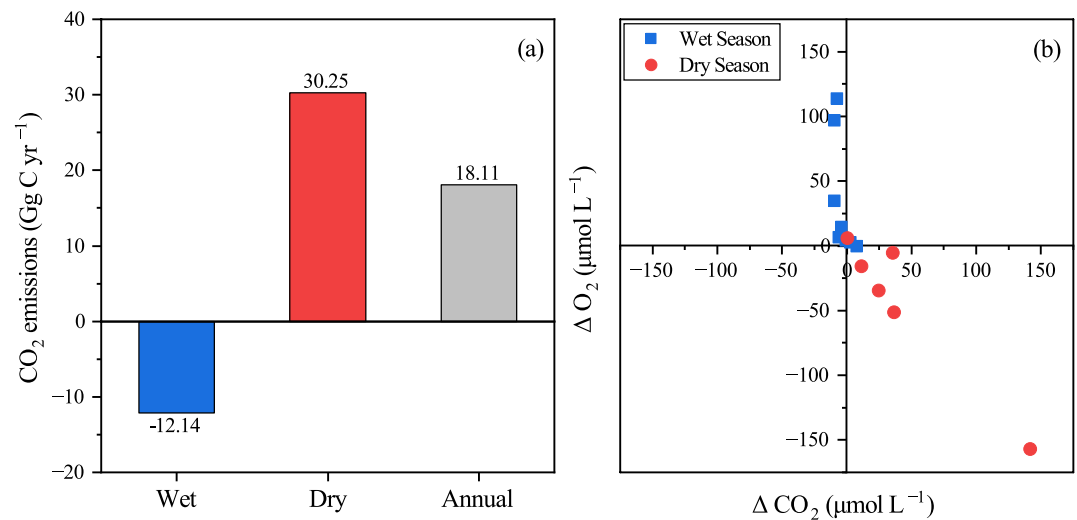 (a)
CO₂ emissions (Gg C yr⁻¹)
40
30
20
10
0
−10
−20
30.25
18.11
-12.14
Wet Dry Annual
(b)
Wet Season
Dry Season
Δ O₂ (μmol L⁻¹)
150
100
50
0
−50
−100
−150
−150 −100 −50 0 50 100 150
Δ CO₂ (μmol L⁻¹)